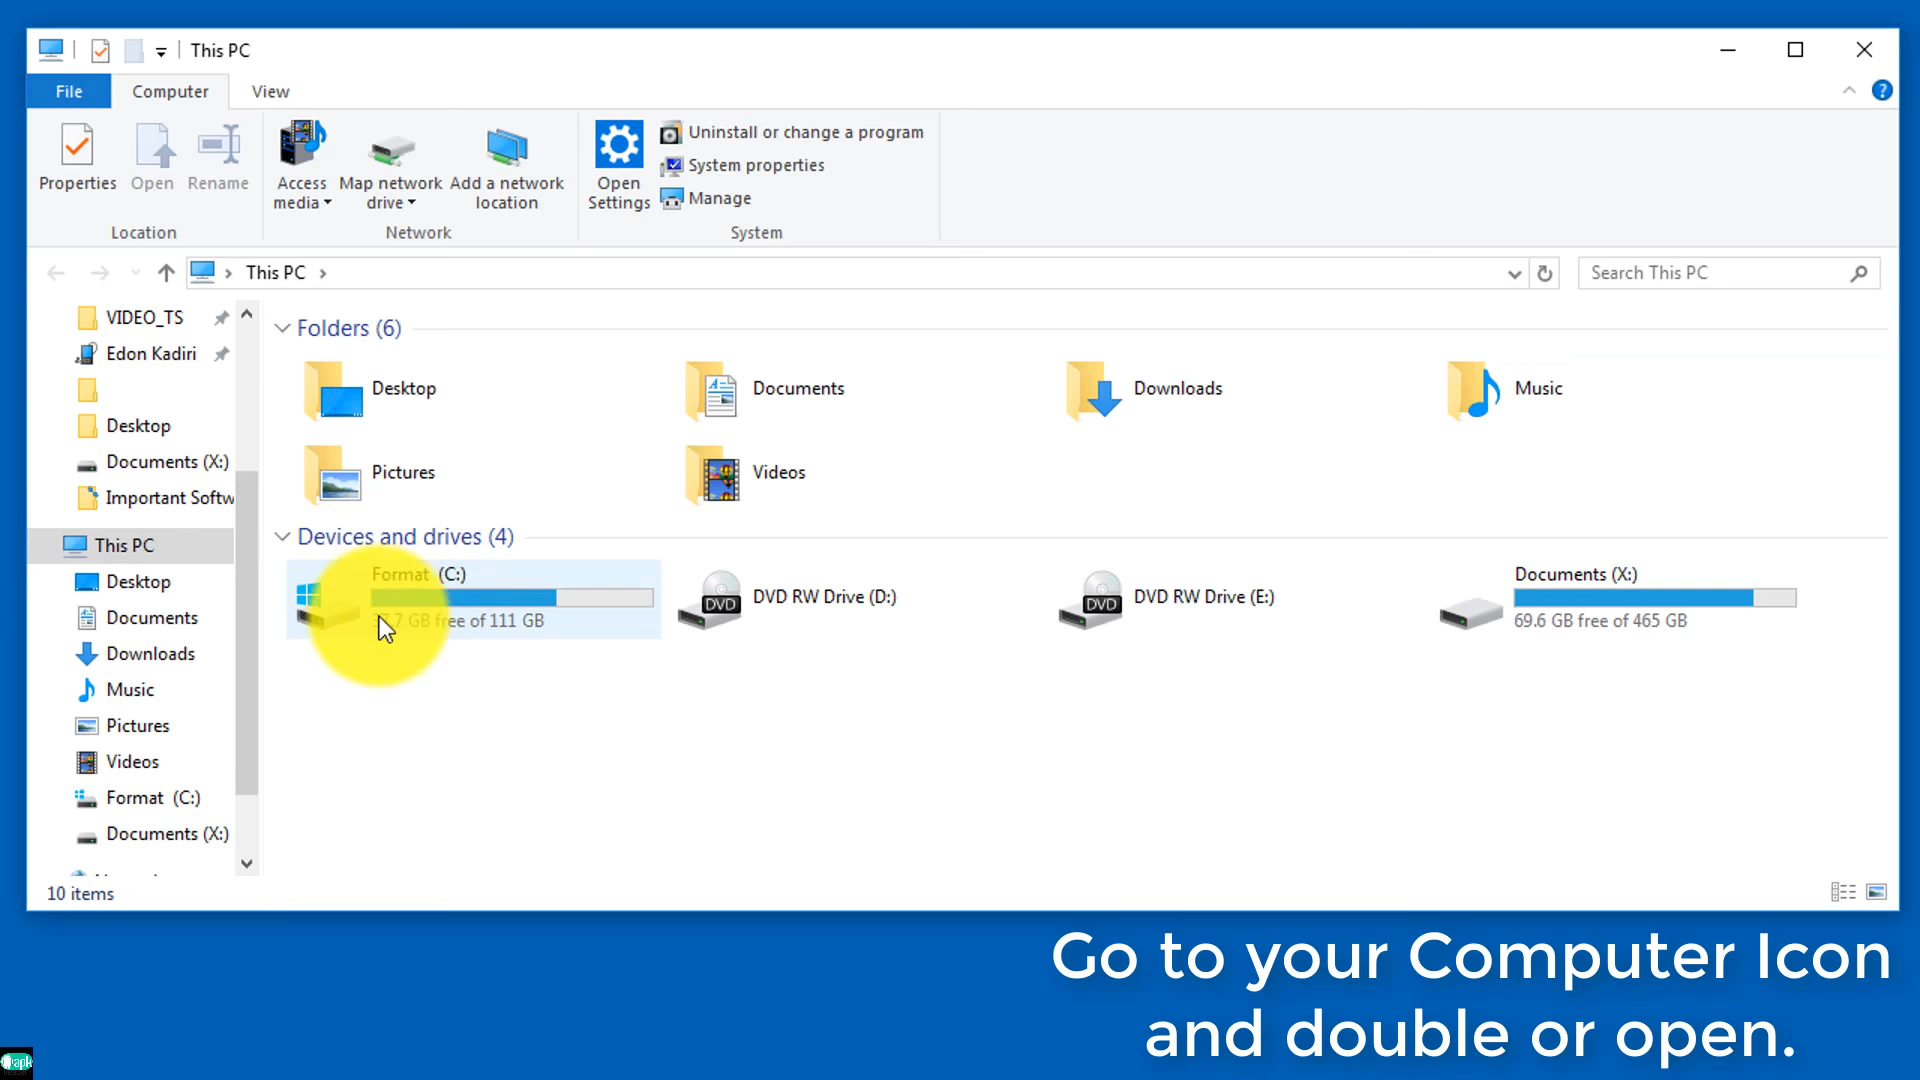 This PC
File
Computer
View
Properties
Open
Rename
Location
Access media
Map network drive
Add a network location
Network
Open Settings
Uninstall or change a program
System properties
Manage
System
This PC
Search This PC
VIDEO_TS
Edon Kadiri
Desktop
Documents (X:)
Important Softw
This PC
Desktop
Documents
Downloads
Music
Pictures
Videos
Format (C:)
Documents (X:)
Folders (6)
Desktop
Documents
Downloads
Music
Pictures
Videos
Devices and drives (4)
Format (C:)
GB free of 111 GB
DVD RW Drive (D:)
DVD
DVD RW Drive (E:)
DVD
Documents (X:)
69.6 GB free of 465 GB
10 items
Go to your Computer Icon
and double or open.